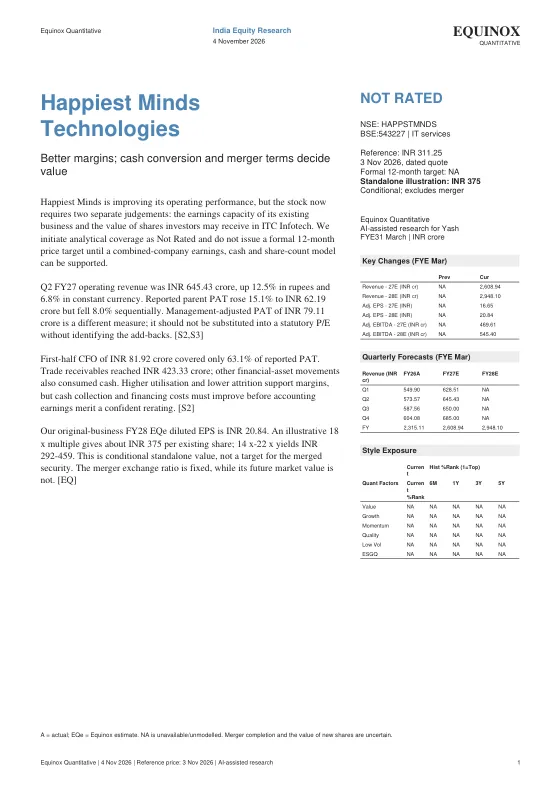 Equinox Quantitative
India Equity Research
4 November 2026
EQUINOX
QUANTITATIVE
Happiest Minds
Technologies
Better margins; cash conversion and merger terms decide
value
Happiest Minds is improving its operating performance, but the stock now
requires two separate judgements: the earnings capacity of its existing
business and the value of shares investors may receive in ITC Infotech. We
initiate analytical coverage as Not Rated and do not issue a formal 12-month
price target until a combined-company earnings, cash and share-count model
can be supported.
Q2 FY27 operating revenue was INR 645.43 crore, up 12.5% in rupees and
6.8% in constant currency. Reported parent PAT rose 15.1% to INR 62.19
crore but fell 8.0% sequentially. Management-adjusted PAT of INR 79.11
crore is a different measure; it should not be substituted into a statutory P/E
without identifying the add-backs. [S2,S3]
First-half CFO of INR 81.92 crore covered only 63.1% of reported PAT.
Trade receivables reached INR 423.33 crore; other financial-asset movements
also consumed cash. Higher utilisation and lower attrition support margins,
but cash collection and financing costs must improve before accounting
earnings merit a confident rerating. [S2]
Our original-business FY28 EQe diluted EPS is INR 20.84. An illustrative 18
x multiple gives about INR 375 per existing share; 14 x-22 x yields INR
292-459. This is conditional standalone value, not a target for the merged
security. The merger exchange ratio is fixed, while its future market value is
not. [EQ]
NOT RATED
NSE: HAPPSTMNDS
BSE:543227 | IT services
Reference: INR 311.25
3 Nov 2026, dated quote
Formal 12-month target: NA
Standalone illustration: INR 375
Conditional; excludes merger
Equinox Quantitative
AI-assisted research for Yash
FYE31 March | INR crore
Key Changes (FYE Mar)
Prev Cur
Revenue - 27E (INR cr) NA 2,608.94
Revenue - 28E (INR cr) NA 2,948.10
Adj. EPS - 27E (INR) NA 16.65
Adj. EPS - 28E (INR) NA 20.84
Adj. EBITDA - 27E (INR cr) NA 469.61
Adj. EBITDA - 28E (INR cr) NA 545.40
Quarterly Forecasts (FYE Mar)
Revenue (INR cr) FY26A FY27E FY28E
Q1 549.90 628.51 NA
Q2 573.57 645.43 NA
Q3 587.56 650.00 NA
Q4 604.08 685.00 NA
FY 2,315.11 2,608.94 2,948.10
Style Exposure
Curren
t
Hist %Rank (1=Top)
Quant Factors Curren
t
%Rank
6M 1Y 3Y 5Y
Value NA NA NA NA NA
Growth NA NA NA NA NA
Momentum NA NA NA NA NA
Quality NA NA NA NA NA
Low Vol NA NA NA NA NA
ESGQ NA NA NA NA NA
A = actual; EQe = Equinox estimate. NA is unavailable/unmodelled. Merger completion and the value of new shares are uncertain.
Equinox Quantitative | 4 Nov 2026 | Reference price: 3 Nov 2026 | AI-assisted research
1